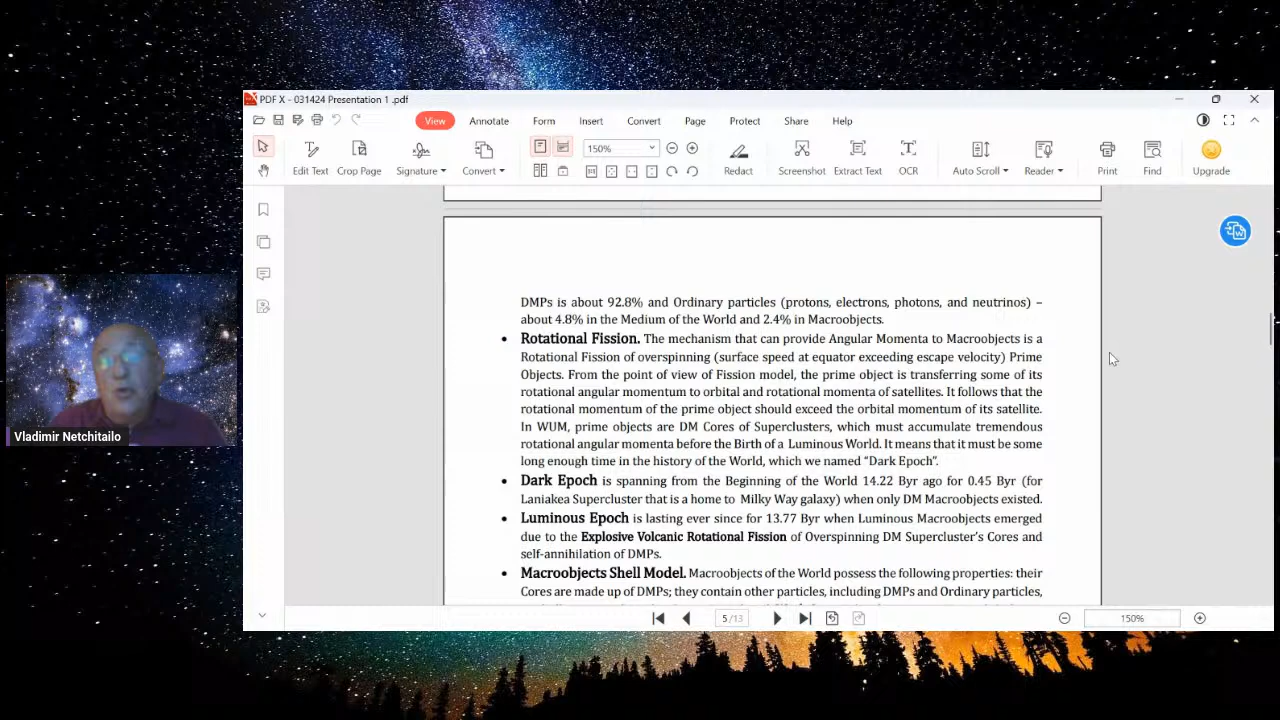 PDF X - 031424 Presentation 1 .pdf
View Annotate Form Insert Convert Page Protect Share Help
150%
Edit Text Crop Page Signature Convert Redact Screenshot Extract Text OCR Auto Scroll Reader Print Find Upgrade
DMPs is about 92.8% and Ordinary particles (protons, electrons, photons, and neutrinos) –
about 4.8% in the Medium of the World and 2.4% in Macroobjects.
• Rotational Fission. The mechanism that can provide Angular Momenta to Macroobjects is a
Rotational Fission of overspinning (surface speed at equator exceeding escape velocity) Prime
Objects. From the point of view of Fission model, the prime object is transferring some of its
rotational angular momentum to orbital and rotational momenta of satellites. It follows that the
rotational momentum of the prime object should exceed the orbital momentum of its satellite.
In WUM, prime objects are DM Cores of Superclusters, which must accumulate tremendous
rotational angular momenta before the Birth of a Luminous World. It means that it must be some
long enough time in the history of the World, which we named “Dark Epoch”.
• Dark Epoch is spanning from the Beginning of the World 14.22 Byr ago for 0.45 Byr (for
Laniakea Supercluster that is a home to Milky Way galaxy) when only DM Macroobjects existed.
• Luminous Epoch is lasting ever since for 13.77 Byr when Luminous Macroobjects emerged
due to the Explosive Volcanic Rotational Fission of Overspinning DM Supercluster’s Cores and
self-annihilation of DMPs.
• Macroobjects Shell Model. Macroobjects of the World possess the following properties: their
Cores are made up of DMPs; they contain other particles, including DMPs and Ordinary particles,
Vladimir Netchitailo
5/13
150%